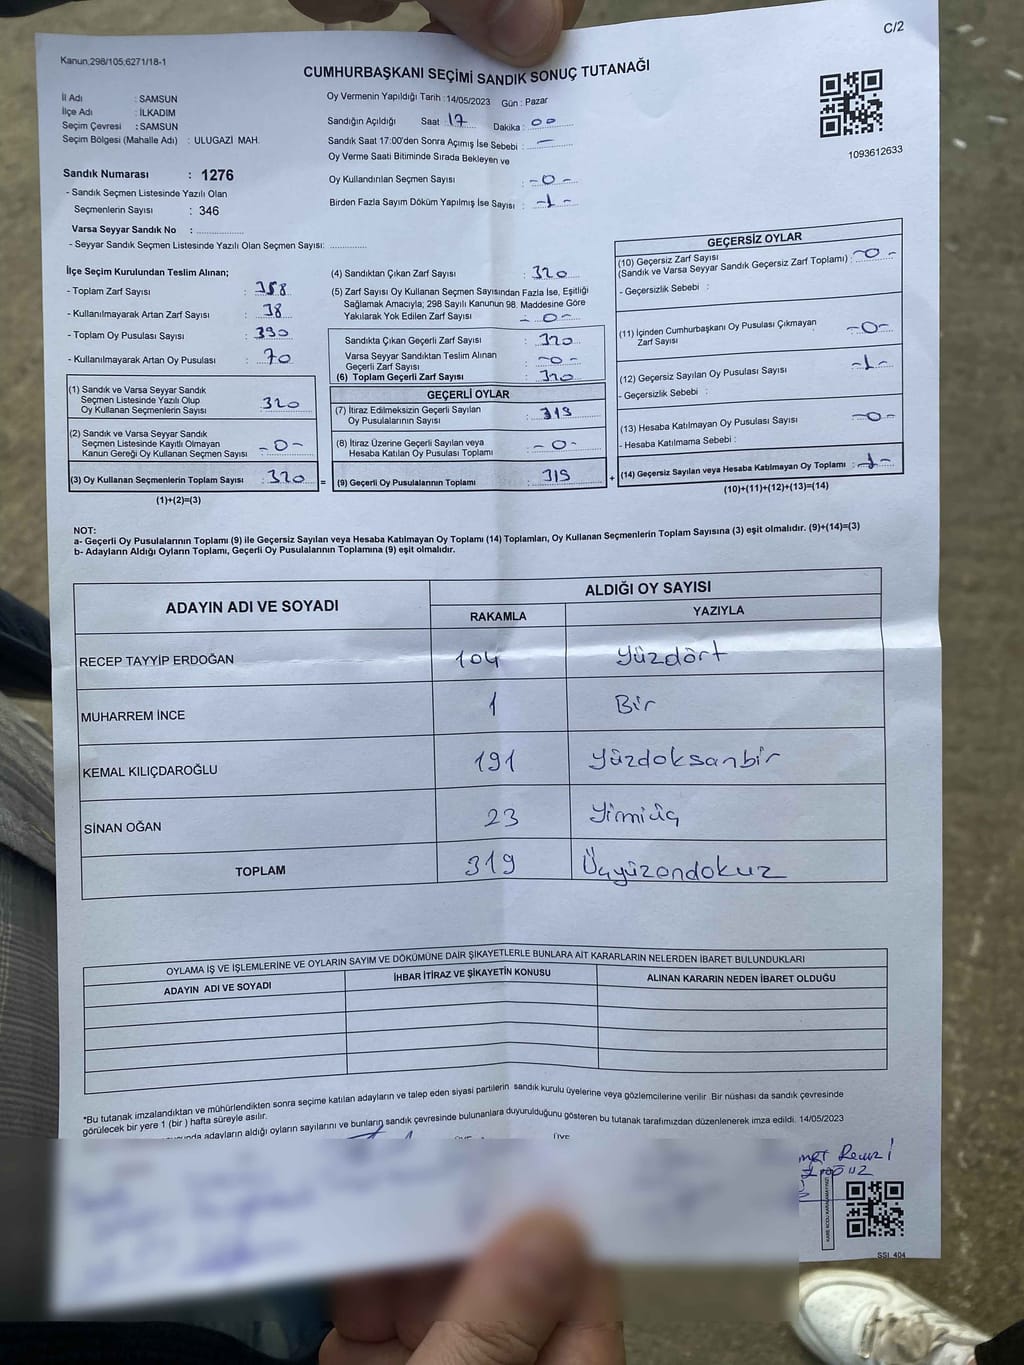 C/2
Kanun,298/105,6271/18-1
CUMHURBAŞKANI SEÇİMİ SANDIK SONUÇ TUTANAĞI
İl Adı : SAMSUN
İlçe Adı : İLKADIM
Seçim Çevresi : SAMSUN
Seçim Bölgesi (Mahalle Adı) : ULUGAZİ MAH.
Sandık Numarası : 1276
- Sandık Seçmen Listesinde Yazılı Olan
Seçmenlerin Sayısı : 346
Varsa Seyyar Sandık No : ..............
- Seyyar Sandık Seçmen Listesinde Yazılı Olan Seçmen Sayısı: ............
Oy Vermenin Yapıldığı Tarih : 14/05/2023 Gün : Pazar
Sandığın Açıldığı Saat 17 Dakika : 00
Sandık Saat 17:00'den Sonra Açımış İse Sebebi : —
Oy Verme Saati Bitiminde Sırada Bekleyen ve
Oy Kullandırılan Seçmen Sayısı : -0-
Birden Fazla Sayım Döküm Yapılmış İse Sayısı : -1-
1093612633
İlçe Seçim Kurulundan Teslim Alınan;
- Toplam Zarf Sayısı : 358
- Kullanılmayarak Artan Zarf Sayısı : 38
- Toplam Oy Pusulası Sayısı : 390
- Kullanılmayarak Artan Oy Pusulası : 70
(1) Sandık ve Varsa Seyyar Sandık
Seçmen Listesinde Yazılı Olup
Oy Kullanan Seçmenlerin Sayısı : 320
(2) Sandık ve Varsa Seyyar Sandık
Seçmen Listesinde Kayıtlı Olmayan
Kanun Gereği Oy Kullanan Seçmen Sayısı : -0-
(3) Oy Kullanan Seçmenlerin Toplam Sayısı : 320 =
(1)+(2)=(3)
(4) Sandıktan Çıkan Zarf Sayısı : 320
(5) Zarf Sayısı Oy Kullanan Seçmen Sayısından Fazla İse, Eşitliği
Sağlamak Amacıyla; 298 Sayılı Kanunun 98. Maddesine Göre
Yakılarak Yok Edilen Zarf Sayısı : -0-
Sandıkta Çıkan Geçerli Zarf Sayısı : 320
Varsa Seyyar Sandıktan Teslim Alınan
Geçerli Zarf Sayısı : -0-
(6) Toplam Geçerli Zarf Sayısı : 320
GEÇERLİ OYLAR
(7) İtiraz Edilmeksizin Geçerli Sayılan
Oy Pusulasının Sayısı : 319
(8) İtiraz Üzerine Geçerli Sayılan veya
Hesaba Katılan Oy Pusulası Toplamı : -0-
(9) Geçerli Oy Pusulalarının Toplamı : 319 +
GEÇERSİZ OYLAR
(10) Geçersiz Zarf Sayısı
(Sandık ve Varsa Seyyar Sandık Geçersiz Zarf Toplamı) : -0-
- Geçersizlik Sebebi :
(11) İçinden Cumhurbaşkanı Oy Pusulası Çıkmayan
Zarf Sayısı : -0-
(12) Geçersiz Sayılan Oy Pusulası Sayısı : -1-
- Geçersizlik Sebebi :
(13) Hesaba Katılmayan Oy Pusulası Sayısı : -0-
- Hesaba Katılmama Sebebi :
(14) Geçersiz Sayılan veya Hesaba Katılmayan Oy Toplamı : -1-
(10)+(11)+(12)+(13)=(14)
NOT:
a- Geçerli Oy Pusulalarının Toplamı (9) ile Geçersiz Sayılan veya Hesaba Katılmayan Oy Toplamı (14) Toplamları, Oy Kullanan Seçmenlerin Toplam Sayısına (3) eşit olmalıdır. (9)+(14)=(3)
b- Adayların Aldığı Oyların Toplamı, Geçerli Oy Pusulalarının Toplamına (9) eşit olmalıdır.
ADAYIN ADI VE SOYADI
ALDIĞI OY SAYISI
RAKAMLA YAZIYLA
RECEP TAYYİP ERDOĞAN 104 Yüzdört
MUHARREM İNCE 1 Bir
KEMAL KILIÇDAROĞLU 191 Yüzdoksanbir
SİNAN OĞAN 23 Yirmiüç
TOPLAM 319 Üçyüzondokuz
OYLAMA İŞ VE İŞLEMLERİNE VE OYLARIN SAYIM VE DÖKÜMÜNE DAİR ŞİKAYETLERLE BUNLARA AİT KARARLARIN NELERDEN İBARET BULUNDUKLARI
ADAYIN ADI VE SOYADI İHBAR İTİRAZ VE ŞİKAYETİN KONUSU ALINAN KARARIN NEDEN İBARET OLDUĞU
*Bu tutanak imzalandıktan ve mühürlendikten sonra seçime katılan adayların ve talep eden siyasi partilerin sandık kurulu üyelerine veya gözlemcilerine verilir. Bir nüshası da sandık çevresinde
görülecek bir yere 1 (bir) hafta süreyle asılır.
adayların aldığı oyların sayılarını ve bunların sandık çevresinde bulunanlara duyurulduğunu gösteren bu tutanak tarafımızdan düzenlenerek imza edildi. 14/05/2023
SSI 404